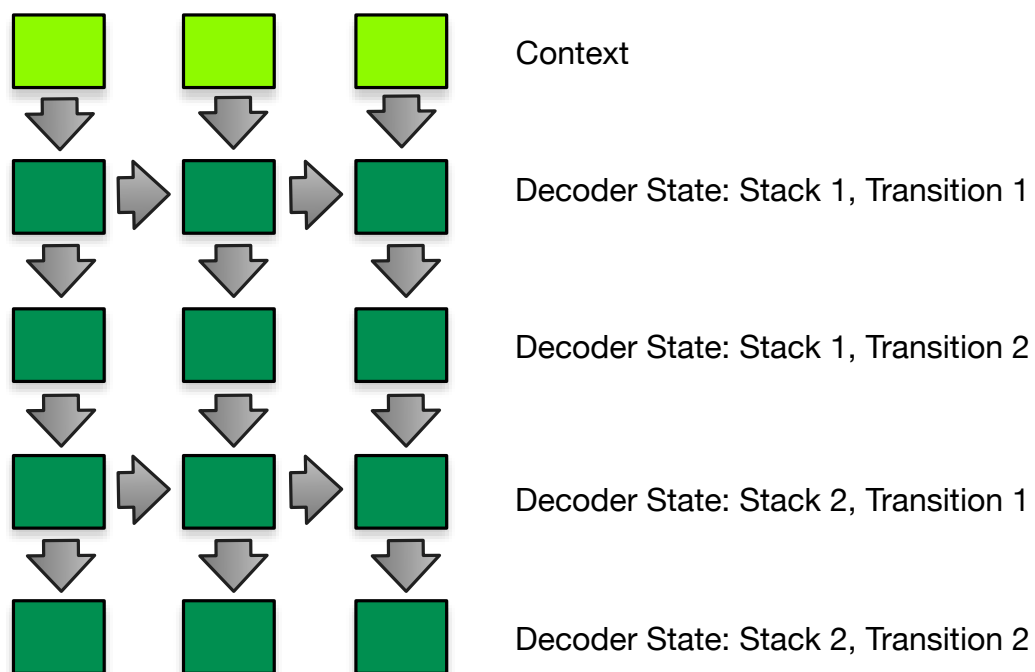 Context
Decoder State: Stack 1, Transition 1
Decoder State: Stack 1, Transition 2
Decoder State: Stack 2, Transition 1
Decoder State: Stack 2, Transition 2